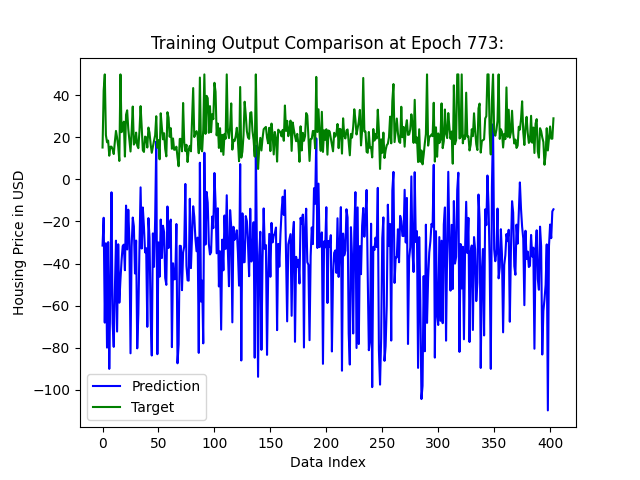 Training Output Comparison at Epoch 773:
Housing Price in USD
40
20
0
−20
−40
−60
−80
−100
Prediction
Target
0 50 100 150 200 250 300 350 400
Data Index